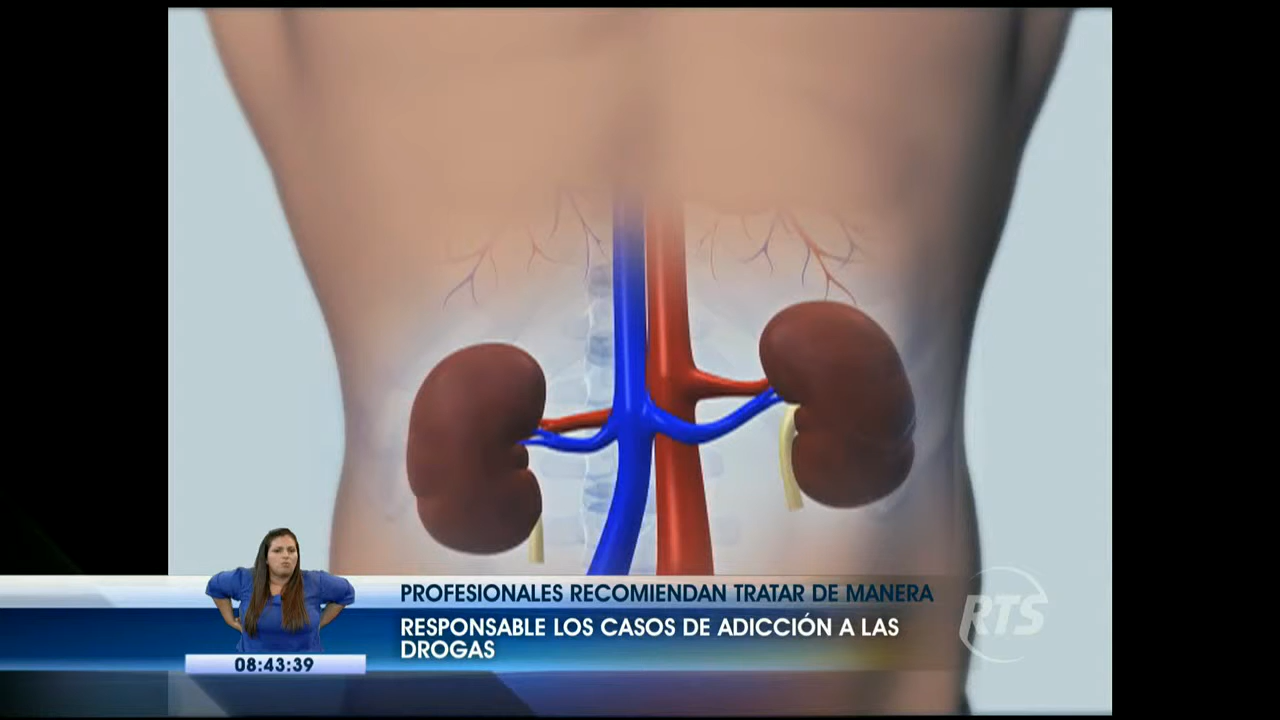 PROFESIONALES RECOMIENDAN TRATAR DE MANERA
RESPONSABLE LOS CASOS DE ADICCIÓN A LAS
DROGAS
RTS
08:43:39